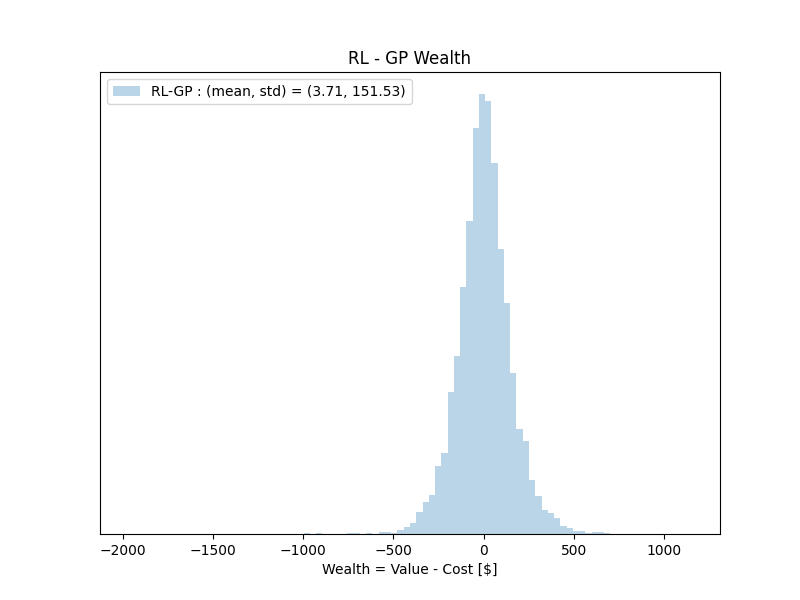 RL - GP Wealth
RL-GP : (mean, std) = (3.71, 151.53)
−2000 −1500 −1000 −500 0 500 1000
Wealth = Value - Cost [$]